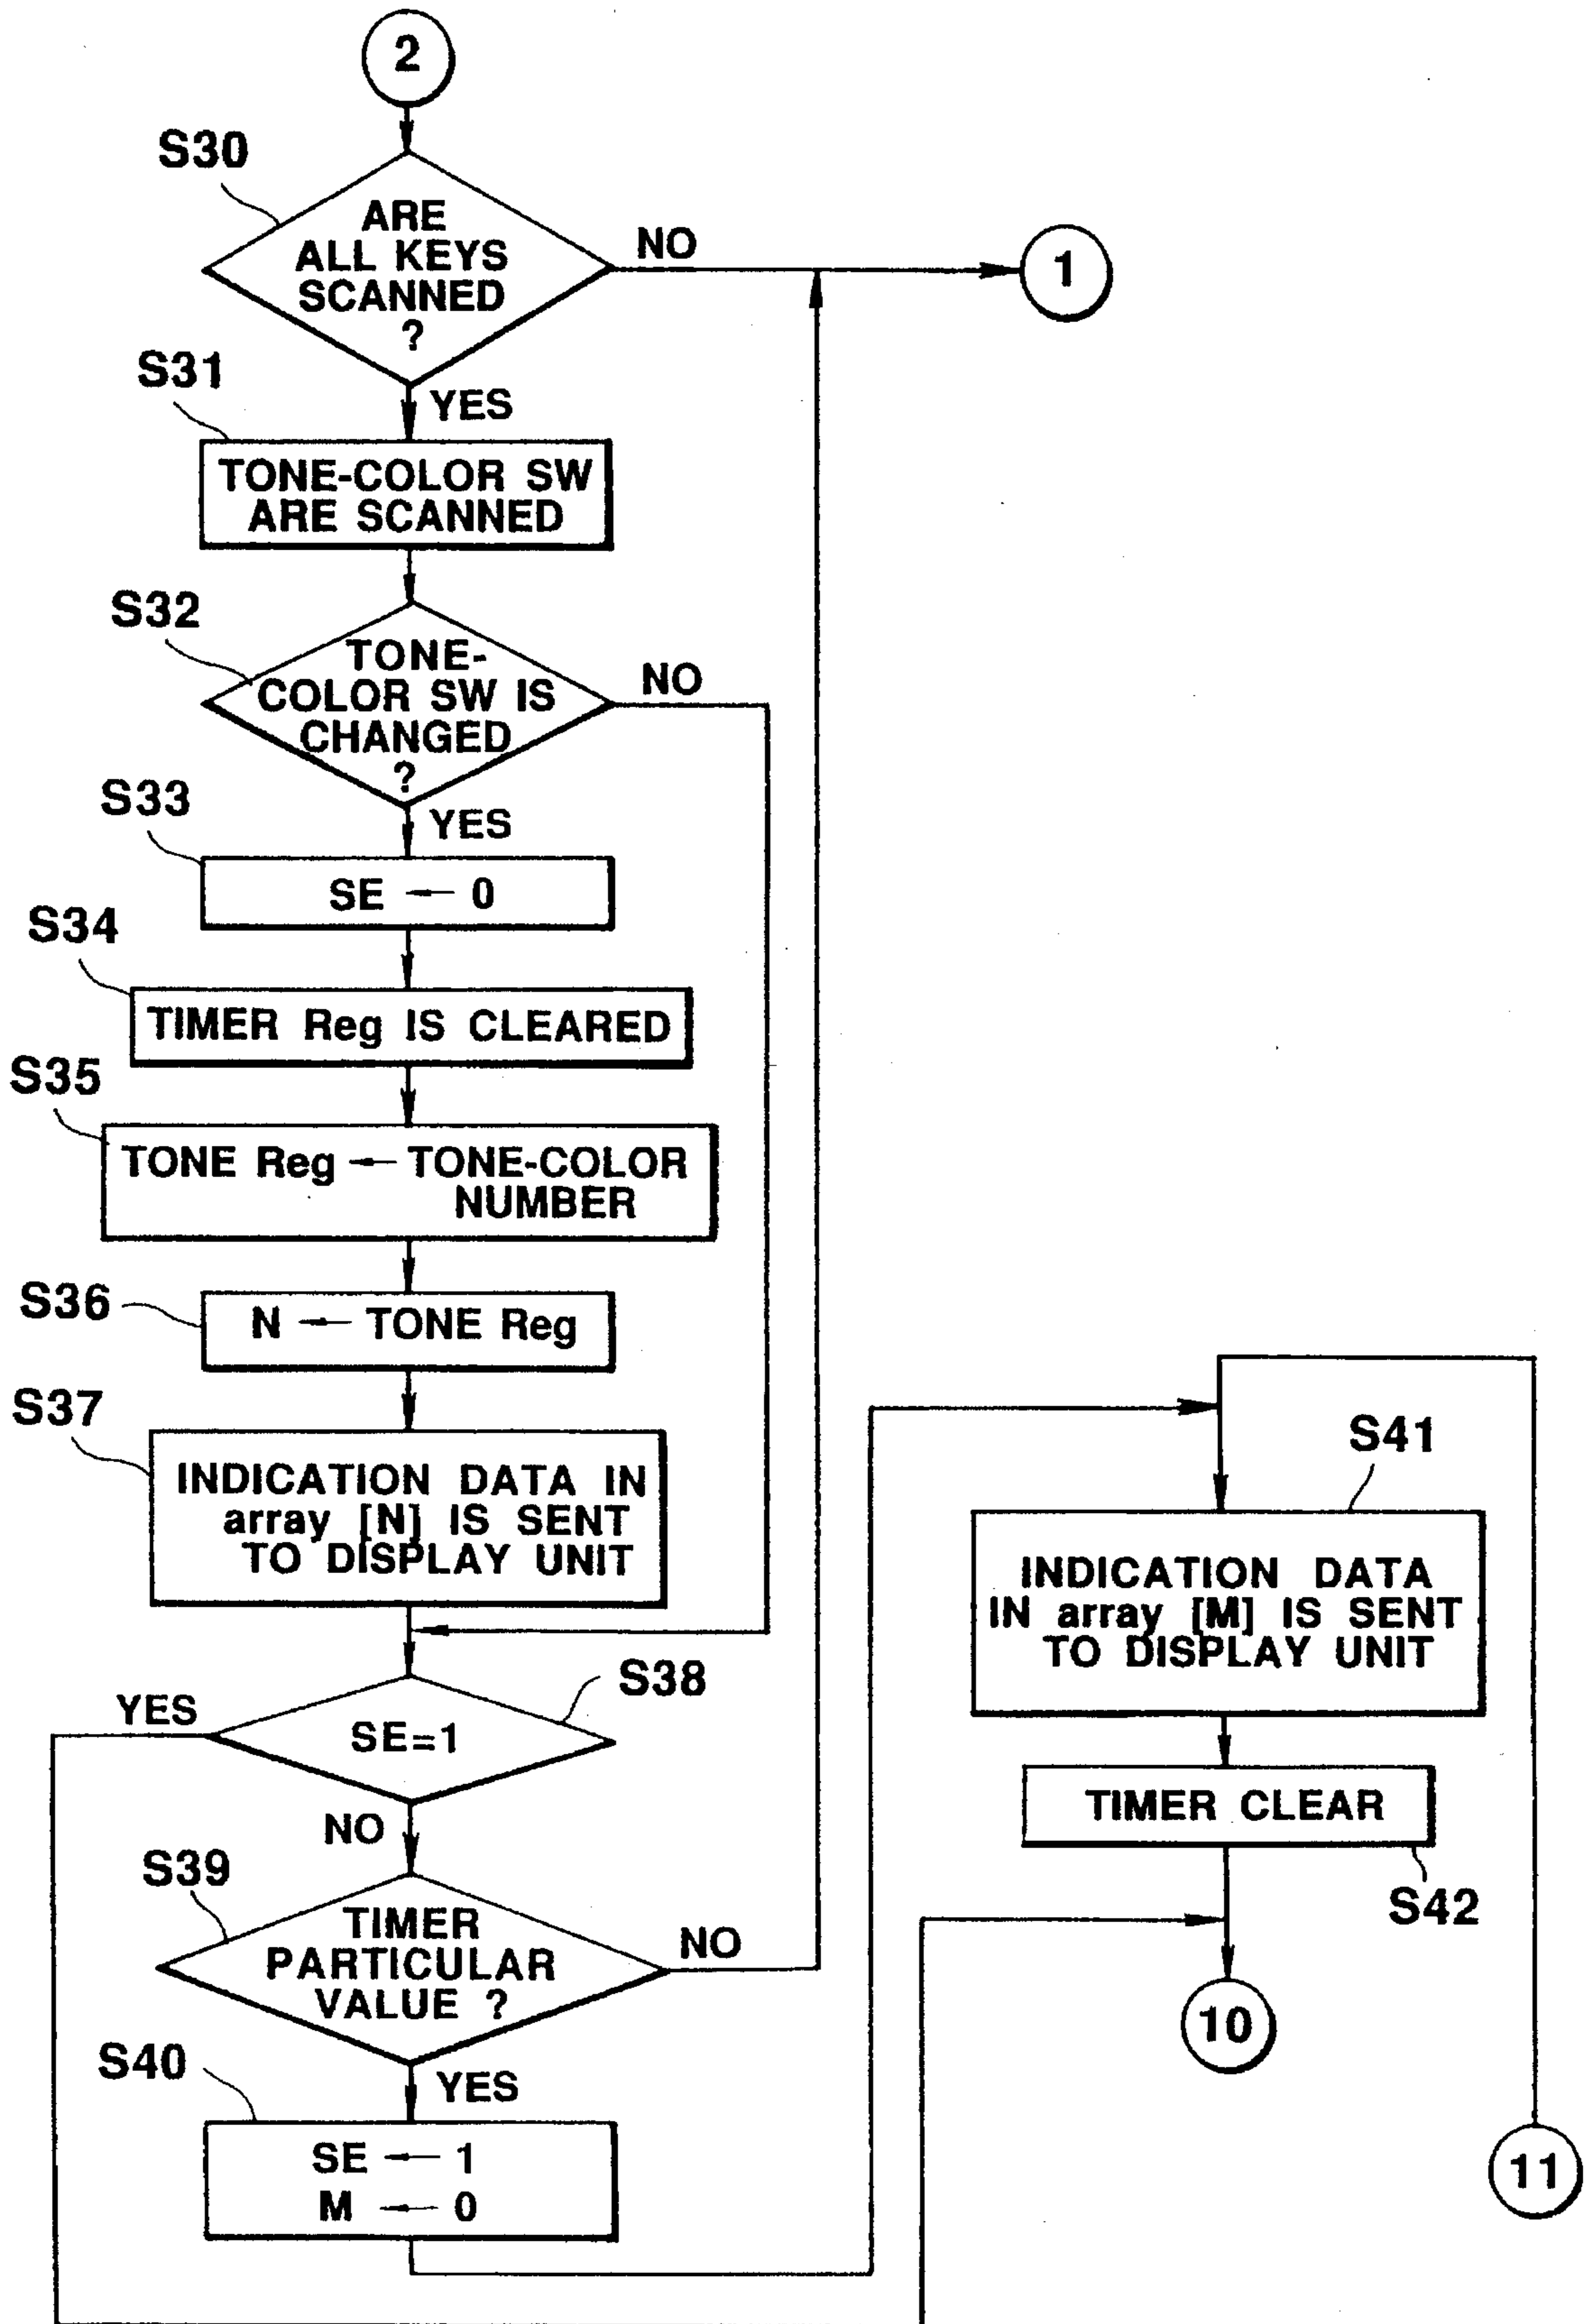 2
S30
ARE
ALL KEYS
SCANNED
?
NO
1
YES
S31
TONE-COLOR SW
ARE SCANNED
S32
TONE-
COLOR SW IS
CHANGED
?
NO
YES
S33
SE ← 0
S34
TIMER Reg IS CLEARED
S35
TONE Reg ← TONE-COLOR
NUMBER
S36
N ← TONE Reg
S37
INDICATION DATA IN
array [N] IS SENT
TO DISPLAY UNIT
S38
YES
SE=1
NO
S39
TIMER
PARTICULAR
VALUE ?
NO
YES
S40
SE ← 1
M ← 0
S41
INDICATION DATA
IN array [M] IS SENT
TO DISPLAY UNIT
TIMER CLEAR
S42
10
11